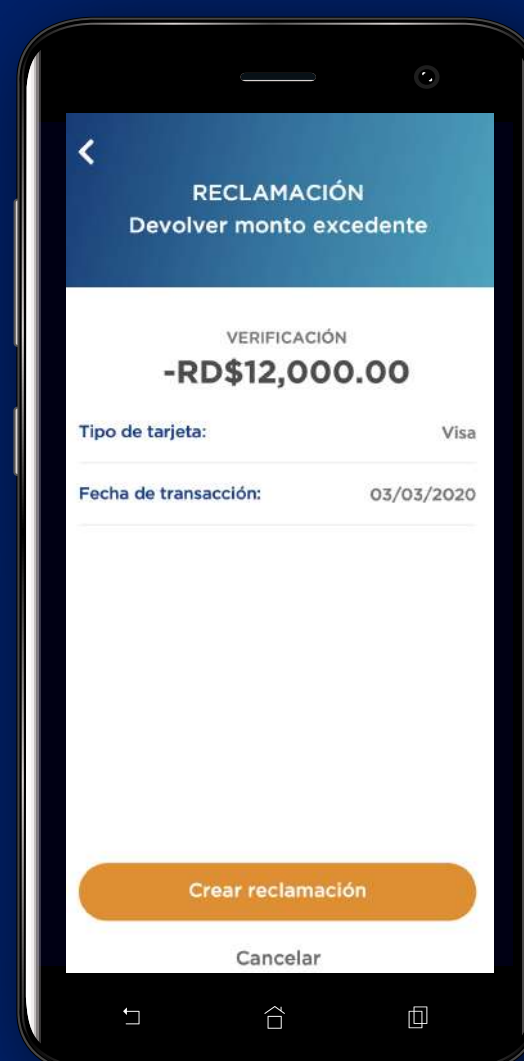 RECLAMACIÓN
Devolver monto excedente
VERIFICACIÓN
-RD$12,000.00
Tipo de tarjeta: Visa
Fecha de transacción: 03/03/2020
Crear reclamación
Cancelar